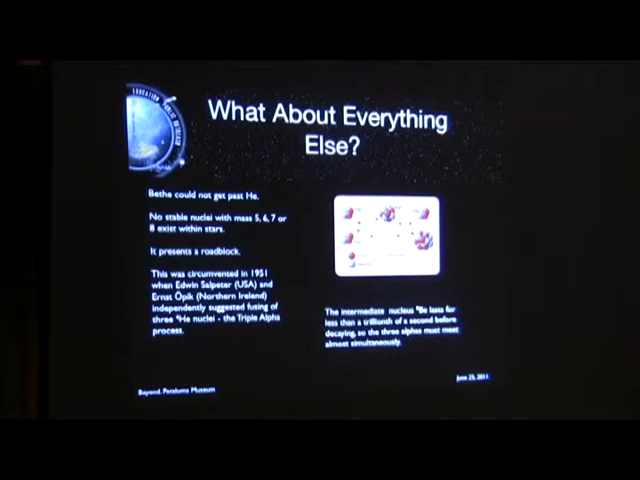 EDUCATION PUBLIC OUTREACH
What About Everything
Else?
Bethe could not get past He.
No stable nuclei with mass 5, 6, 7 or
8 exist within stars.
It presents a roadblock.
This was circumvented in 1951
when Edwin Salpeter (USA) and
Ernst Öpik (Northern Ireland)
independently suggested fusing of
three ⁴He nuclei - the Triple Alpha
process.
The intermediate nucleus ⁸Be lasts for
less than a trillionth of a second before
decaying, so the three alphas must meet
almost simultaneously.
Beyond, Petaluma Museum
June 25, 2011